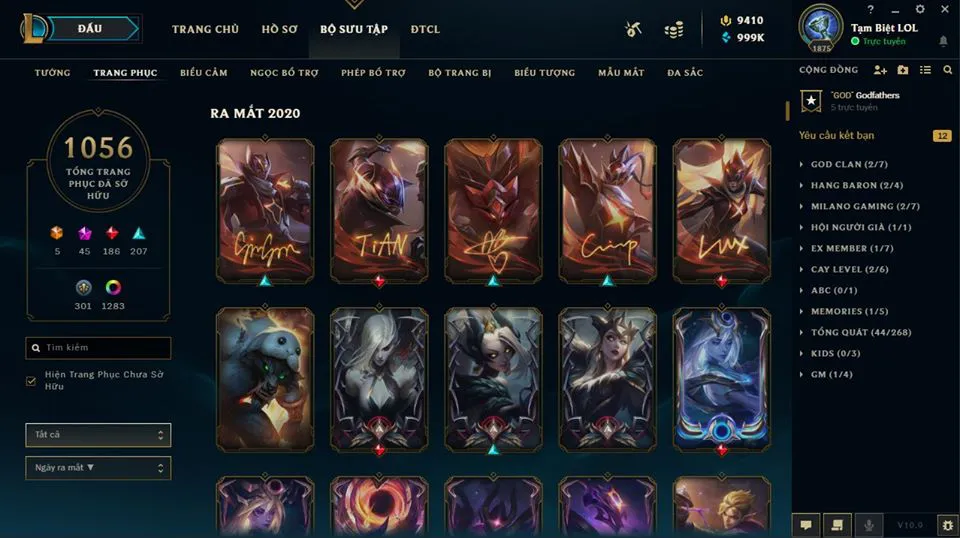 ĐẤU
TRANG CHỦ
HỒ SƠ
BỘ SƯU TẬP
ĐTCL
9410
999K
?
Tạm Biệt LOL
Trực tuyến
1875
TƯỚNG
TRANG PHỤC
BIỂU CẢM
NGỌC BỔ TRỢ
PHÉP BỔ TRỢ
BỘ TRANG BỊ
BIỂU TƯỢNG
MẪU MẮT
ĐA SẮC
CỘNG ĐỒNG
"GOD" Godfathers
5 trực tuyến
Yêu cầu kết bạn
12
GOD CLAN (2/7)
HANG BARON (2/4)
MILANO GAMING (2/7)
HỘI NGƯỜI GIÀ (1/1)
EX MEMBER (1/7)
CAY LEVEL (2/6)
ABC (0/1)
MEMORIES (1/5)
TỔNG QUÁT (44/268)
KIDS (0/3)
GM (1/4)
1056
TỔNG TRANG
PHỤC ĐÃ SỞ
HỮU
5
45
186
207
301
1283
Tìm kiếm
Hiện Trang Phục Chưa Sở
Hữu
Tất cả
Ngày ra mắt ▼
RA MẮT 2020
GimGoon
TIAN
Crisp
LWX
V10.9